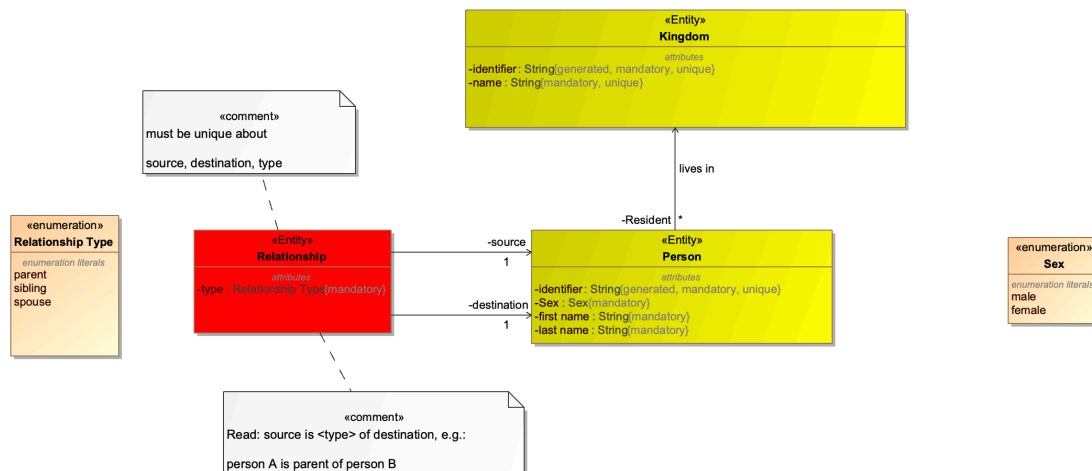 «Entity»
Kingdom
attributes
-identifier : String{generated, mandatory, unique}
-name : String{mandatory, unique}
«comment»
must be unique about
source, destination, type
lives in
-Resident *
«enumeration»
Relationship Type
enumeration literals
parent
sibling
spouse
«Entity»
Relationship
attributes
-type : Relationship Type{mandatory}
-source
1
-destination
1
«Entity»
Person
attributes
-identifier : String{generated, mandatory, unique}
-Sex : Sex{mandatory}
-first name : String{mandatory}
-last name : String{mandatory}
«enumeration»
Sex
enumeration literals
male
female
«comment»
Read: source is <type> of destination, e.g.:
person A is parent of person B